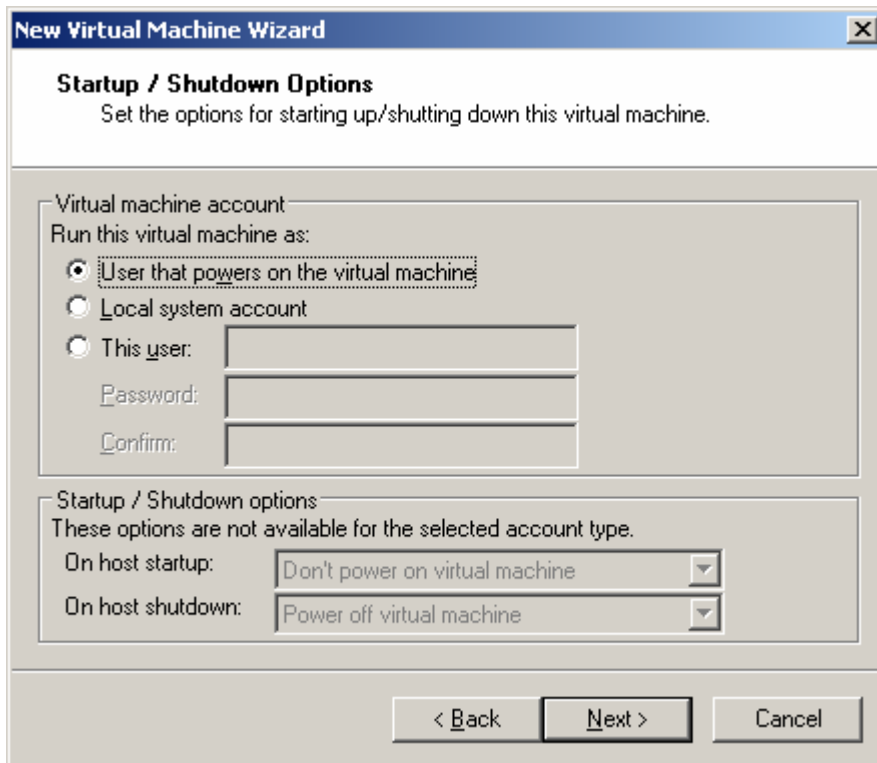 New Virtual Machine Wizard
Startup / Shutdown Options
Set the options for starting up/shutting down this virtual machine.
Virtual machine account
Run this virtual machine as:
User that powers on the virtual machine
Local system account
This user:
Password:
Confirm:
Startup / Shutdown options
These options are not available for the selected account type.
On host startup: Don't power on virtual machine
On host shutdown: Power off virtual machine
< Back Next > Cancel